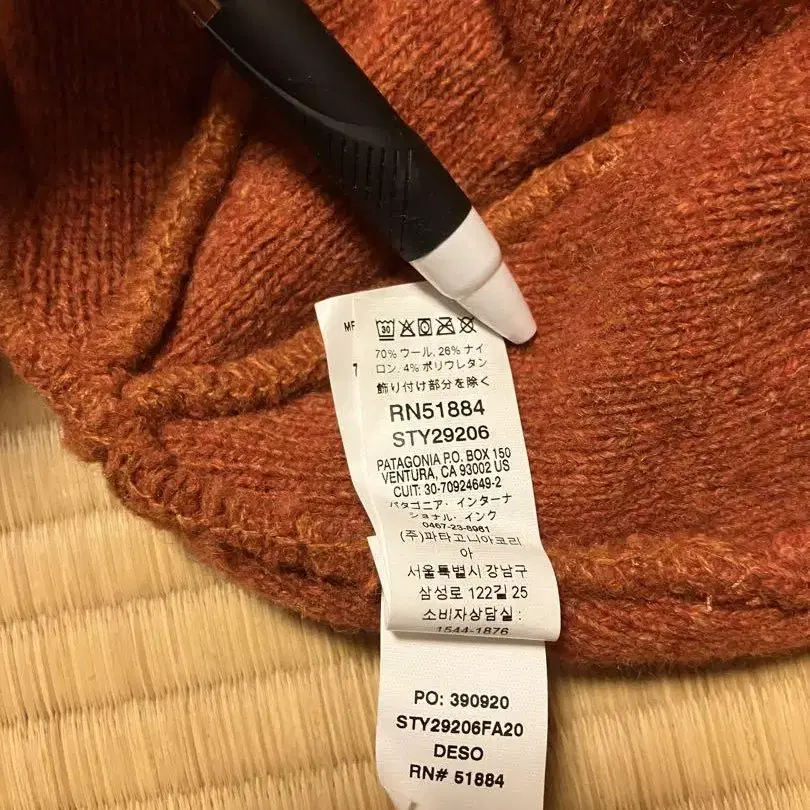 MF
30
70% ウール, 26% ナイ
ロン, 4% ポリウレタン
飾り付け部分を除く
RN51884
STY29206
PATAGONIA P.O. BOX 150
VENTURA, CA 93002 US
CUIT: 30-70924649-2
パタゴニア・インターナ
ショナル・インク
0467-23-8961
(주)파타고니아코리
아
서울특별시 강남구
삼성로 122길 25
소비자상담실 :
1544-1876
PO: 390920
STY29206FA20
DESO
RN# 51884